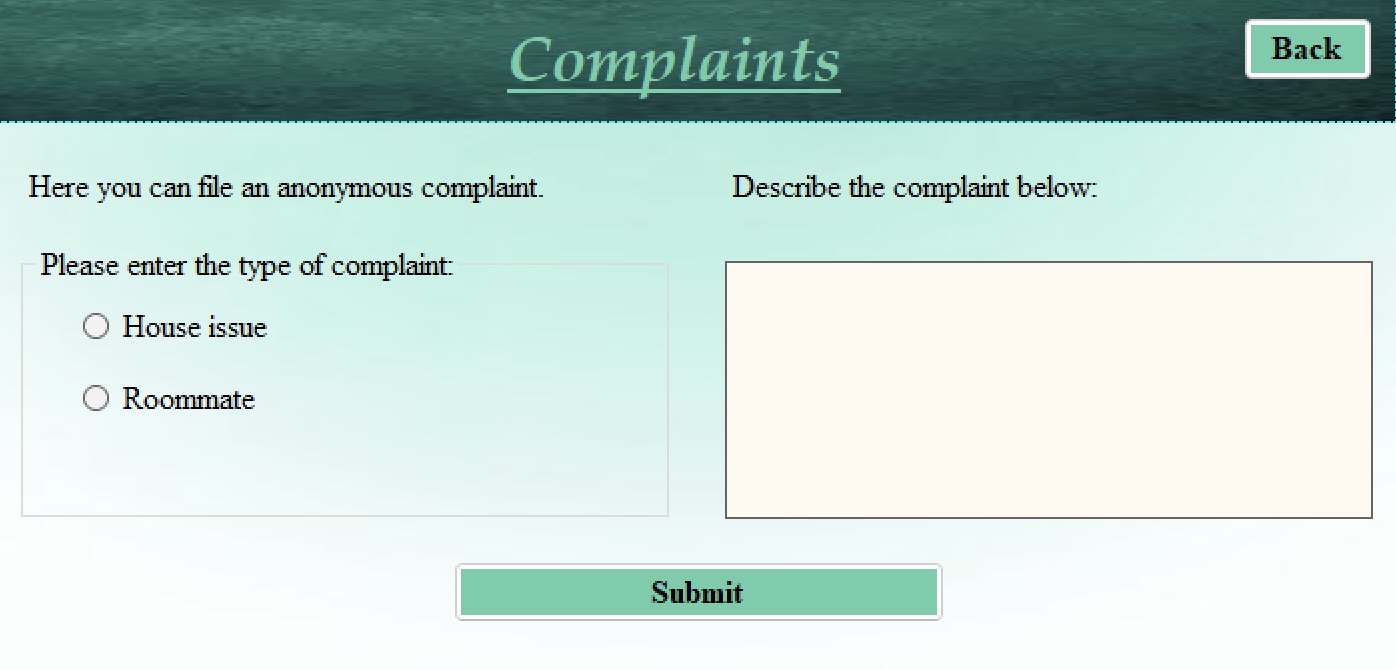 Complaints
Back
Here you can file an anonymous complaint.
Please enter the type of complaint:
House issue
Roommate
Describe the complaint below:
Submit